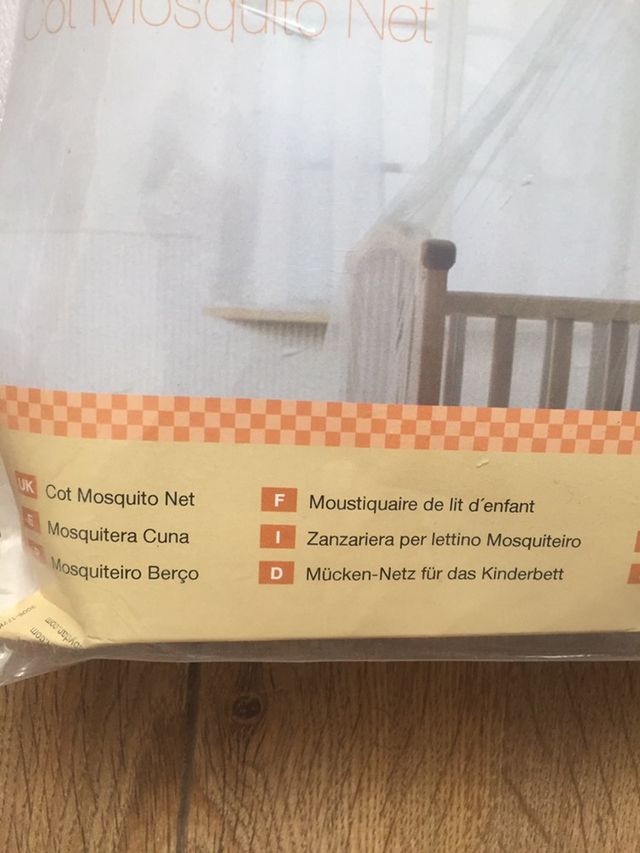 Cot Mosquito Net
UK Cot Mosquito Net
E Mosquitera Cuna
Mosquiteiro Berço
F Moustiquaire de lit d´enfant
I Zanzariera per lettino Mosquiteiro
D Mücken-Netz für das Kinderbett